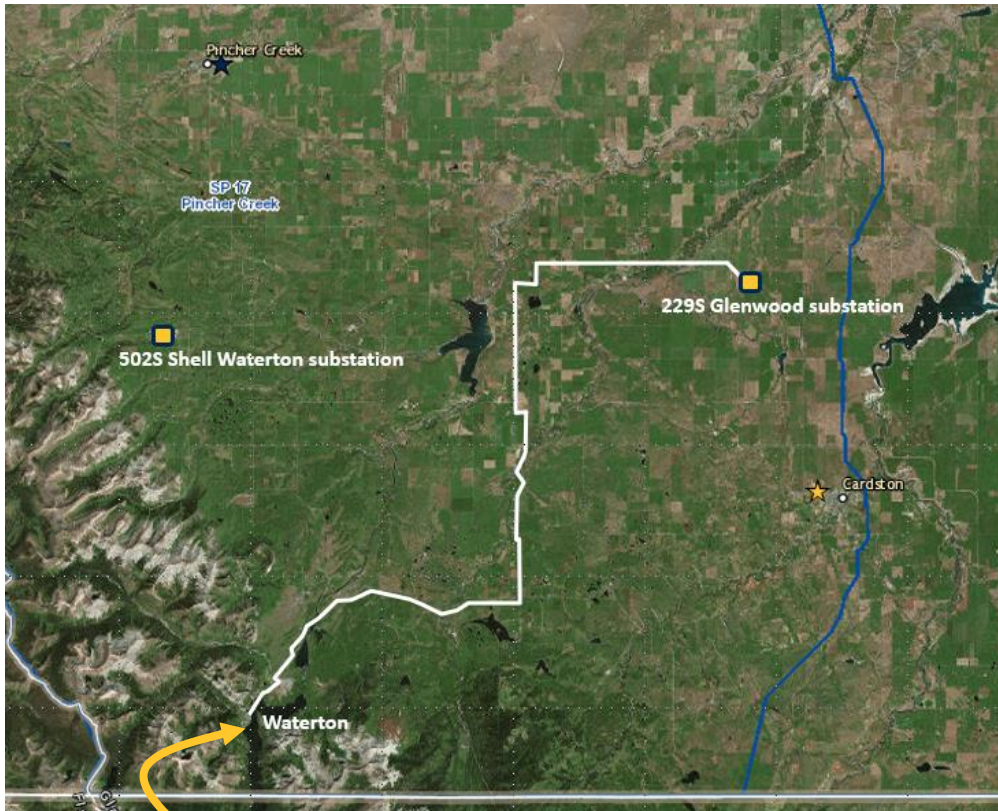 Pincher Creek
SP 17
Pincher Creek
229S Glenwood substation
502S Shell Waterton substation
Cardston
Waterton